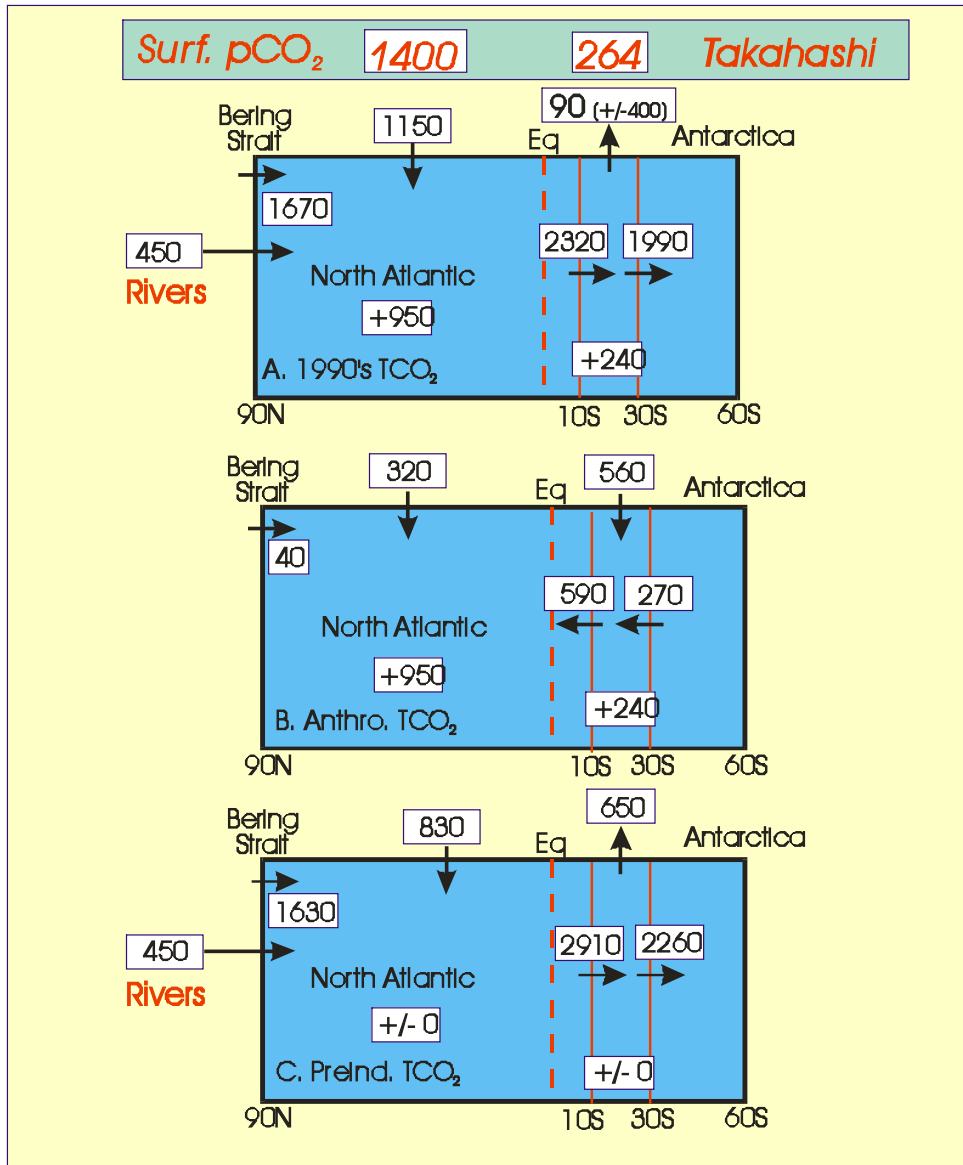 Surf. pCO₂ 1400 264 Takahashi
90 (+/-400)
Bering
Strait
1150
Eq
Antarctica
1670
450
Rivers
2320
1990
North Atlantic
+950
+240
A. 1990's TCO₂
90N
10S
30S
60S
Bering
Strait
320
Eq
560
Antarctica
40
590
270
North Atlantic
+950
+240
B. Anthro. TCO₂
90N
10S
30S
60S
Bering
Strait
830
Eq
650
Antarctica
1630
450
Rivers
2910
2260
North Atlantic
+/- 0
+/- 0
C. PreInd. TCO₂
90N
10S
30S
60S